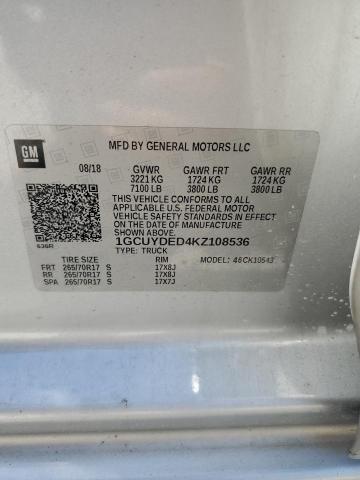 GM
MFD BY GENERAL MOTORS LLC
08/18 GVWR GAWR FRT GAWR RR
3221 KG 1724 KG 1724 KG
7100 LB 3800 LB 3800 LB
THIS VEHICLE CONFORMS TO ALL
APPLICABLE U.S. FEDERAL MOTOR
VEHICLE SAFETY STANDARDS IN EFFECT
ON THE DATE OF MANUFACTURE
SHOWN ABOVE.
1GCUYDED4KZ108536
636R TYPE: TRUCK
TIRE SIZE RIM MODEL: 46CK10543
FRT 265/70R17 S 17X8J
RR 265/70R17 S 17X8J
SPA 265/70R17 S 17X7J